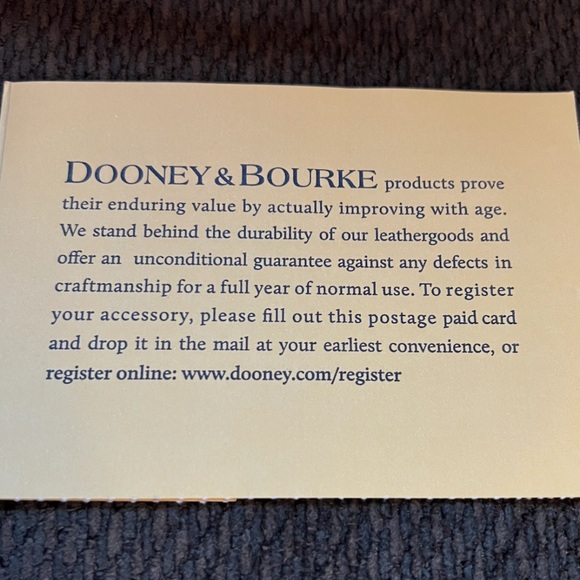 DOONEY & BOURKE products prove
their enduring value by actually improving with age.
We stand behind the durability of our leathergoods and
offer an unconditional guarantee against any defects in
craftmanship for a full year of normal use. To register
your accessory, please fill out this postage paid card
and drop it in the mail at your earliest convenience, or
register online: www.dooney.com/register